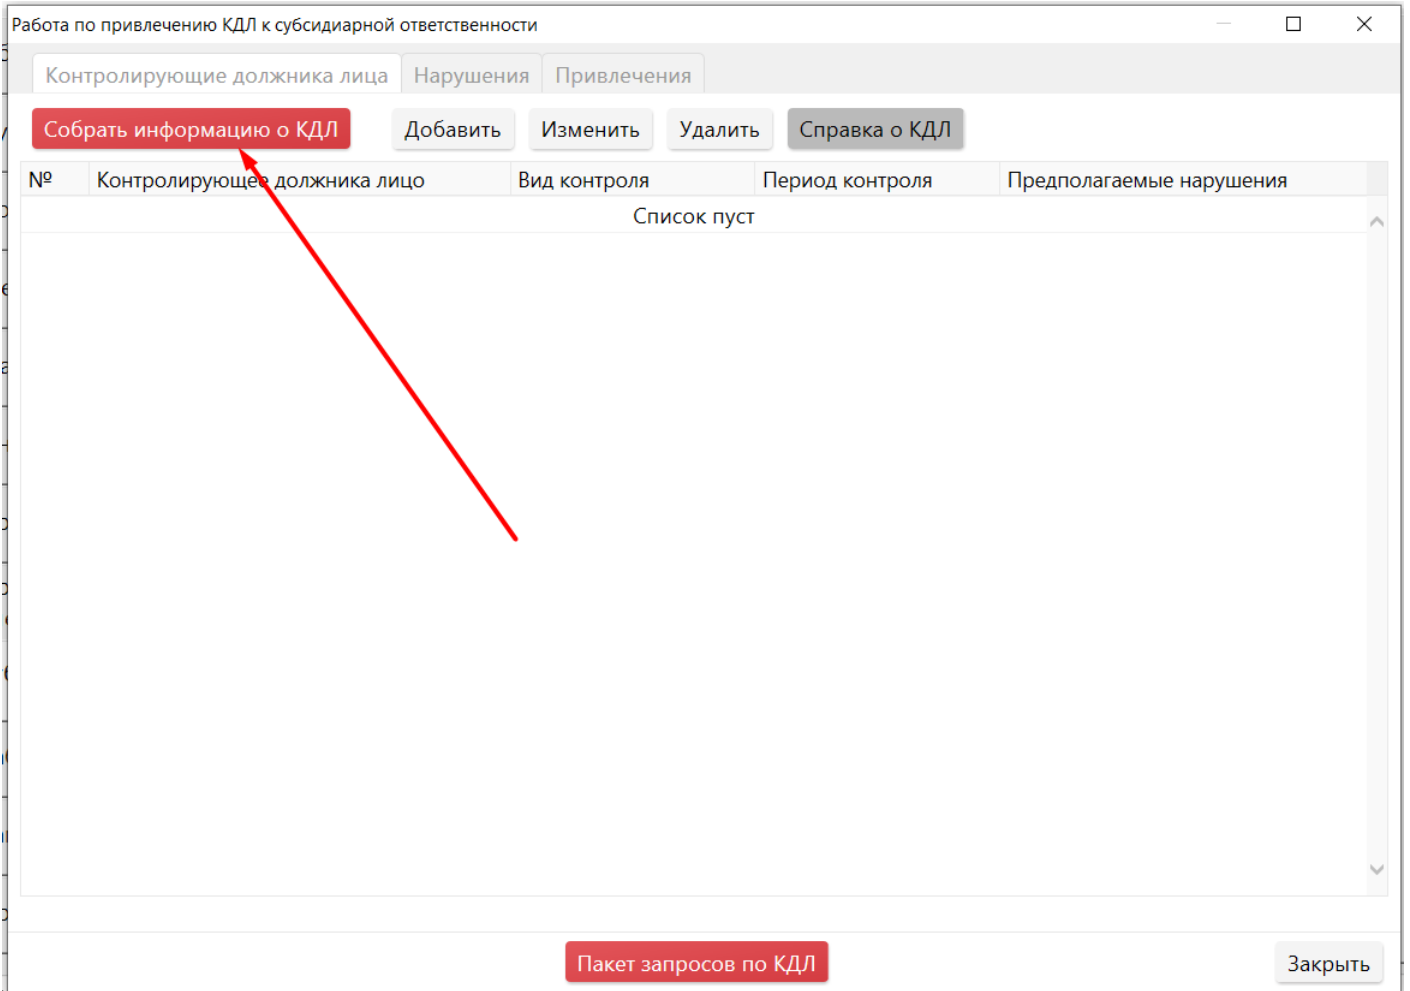 Работа по привлечению КДЛ к субсидиарной ответственности
Контролирующие должника лица Нарушения Привлечения
Собрать информацию о КДЛ Добавить Изменить Удалить Справка о КДЛ
№ Контролирующее должника лицо Вид контроля Период контроля Предполагаемые нарушения
Список пуст
Пакет запросов по КДЛ Закрыть